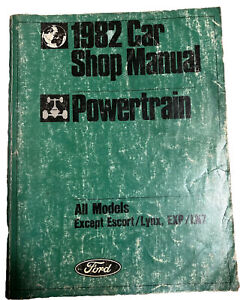 1982 Car
Shop Manual
Powertrain
All Models
Except Escort/Lynx, EXP/LN7
Ford